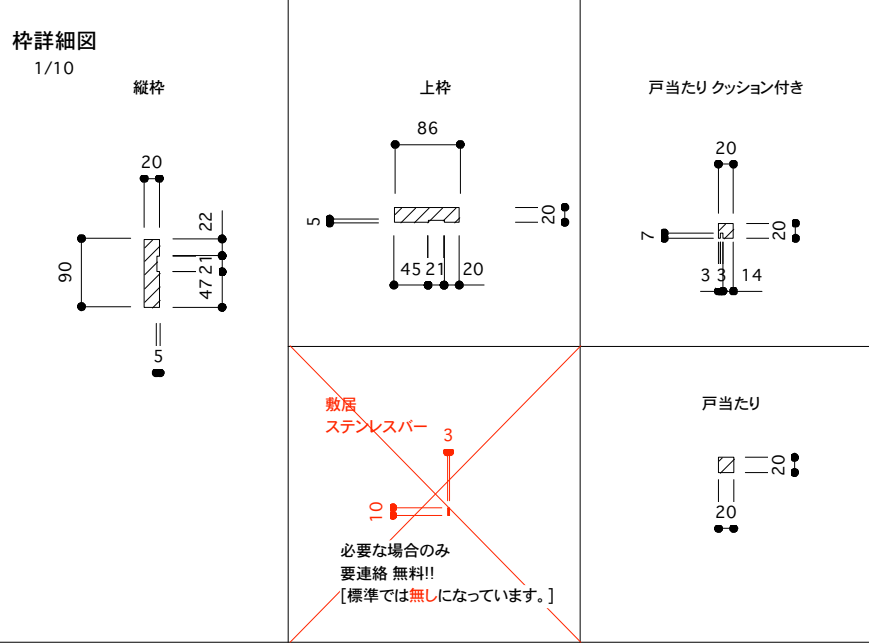 枠詳細図
1/10
縦枠
20
90
22
21
47
5
上枠
86
5
20
45 21 20
戸当たり クッション付き
20
7
20
3 3 14
敷居
ステンレスバー
3
10
必要な場合のみ
要連絡 無料!!
[標準では無しになっています。]
戸当たり
20
20